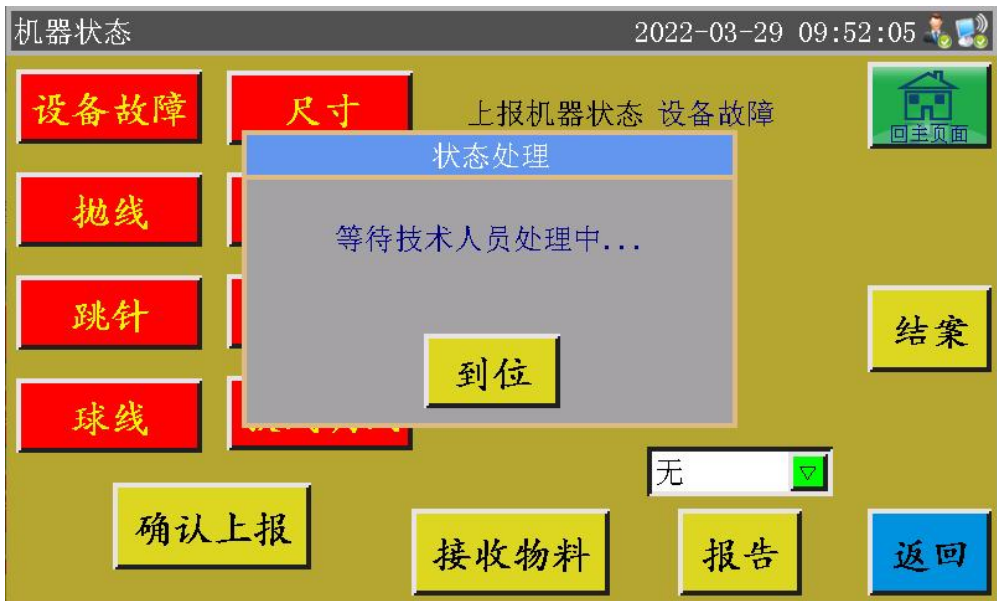 机器状态
2022-03-29 09:52:05
设备故障
尺寸
上报机器状态 设备故障
回主页面
状态处理
抛线
等待技术人员处理中...
跳针
结案
到位
球线
无
确认上报
接收物料
报告
返回